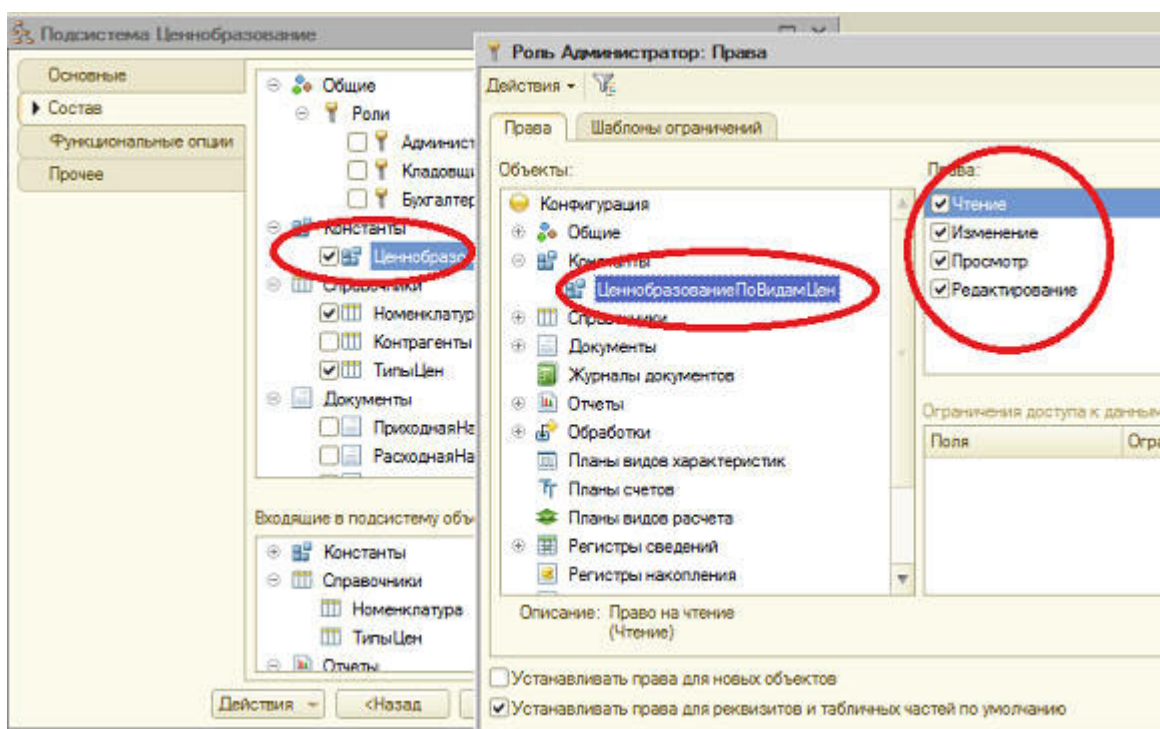 Подсистема Ценнобразование
Основные
Состав
Функциональные опции
Прочее
Общие
Роли
Админист
Кладовщи
Бухгалтер
Константы
Ценнобразо
Справочники
Номенклатур
Контрагенты
ТипыЦен
Документы
ПриходнаяНа
РасходнаяНа
Входящие в подсистему объ
Константы
Справочники
Номенклатура
ТипыЦен
Отчеты
Действия
<Назад
Роль Администратор: Права
Действия
Права
Шаблоны ограничений
Объекты:
Конфигурация
Общие
Константы
ЦеннобразованиеПоВидамЦен
Справочники
Документы
Журналы документов
Отчеты
Обработки
Планы видов характеристик
Планы счетов
Планы видов расчета
Регистры сведений
Регистры накопления
Права:
Чтение
Изменение
Просмотр
Редактирование
Ограничения доступа к данным
Поля
Огра
Описание: Право на чтение
(Чтение)
Устанавливать права для новых объектов
Устанавливать права для реквизитов и табличных частей по умолчанию